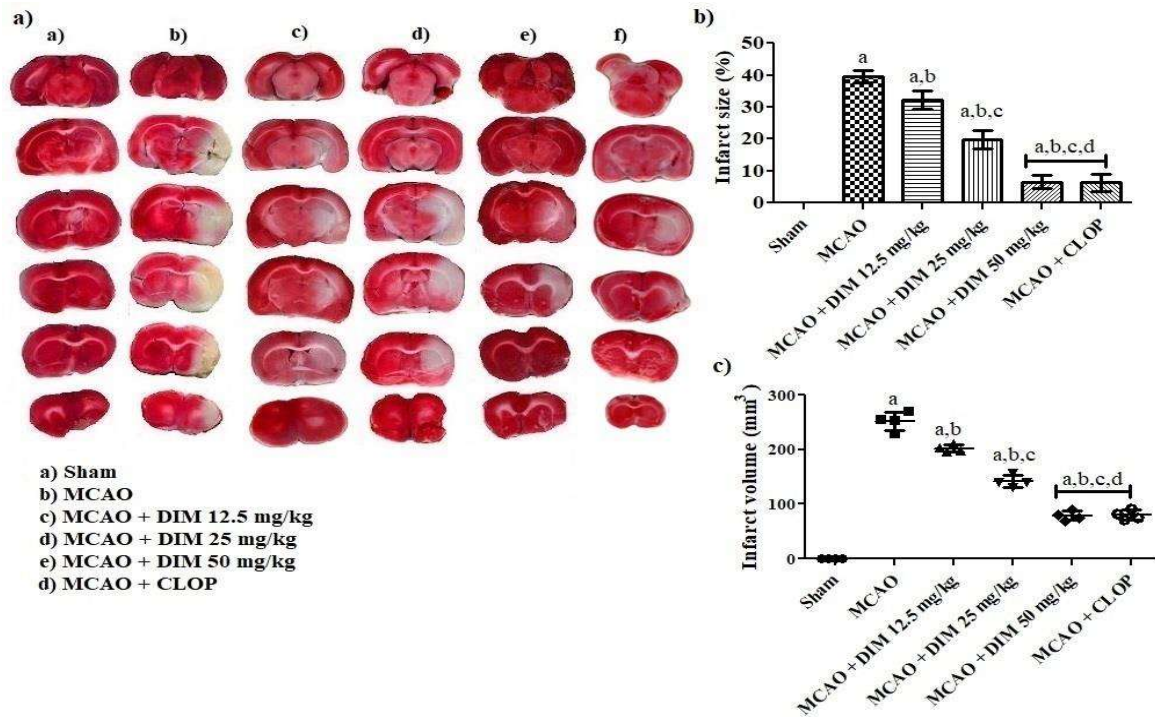 a)
a) b) c) d) e) f)
a) Sham
b) MCAO
c) MCAO + DIM 12.5 mg/kg
d) MCAO + DIM 25 mg/kg
e) MCAO + DIM 50 mg/kg
d) MCAO + CLOP
b)
Infarct size (%)
50
40
30
20
10
0
a
a,b
a,b,c
a,b,c,d
Sham
MCAO
MCAO + DIM 12.5 mg/kg
MCAO + DIM 25 mg/kg
MCAO + DIM 50 mg/kg
MCAO + CLOP
c)
Infarct volume (mm³)
300
200
100
0
a
a,b
a,b,c
a,b,c,d
Sham
MCAO
MCAO + DIM 12.5 mg/kg
MCAO + DIM 25 mg/kg
MCAO + DIM 50 mg/kg
MCAO + CLOP